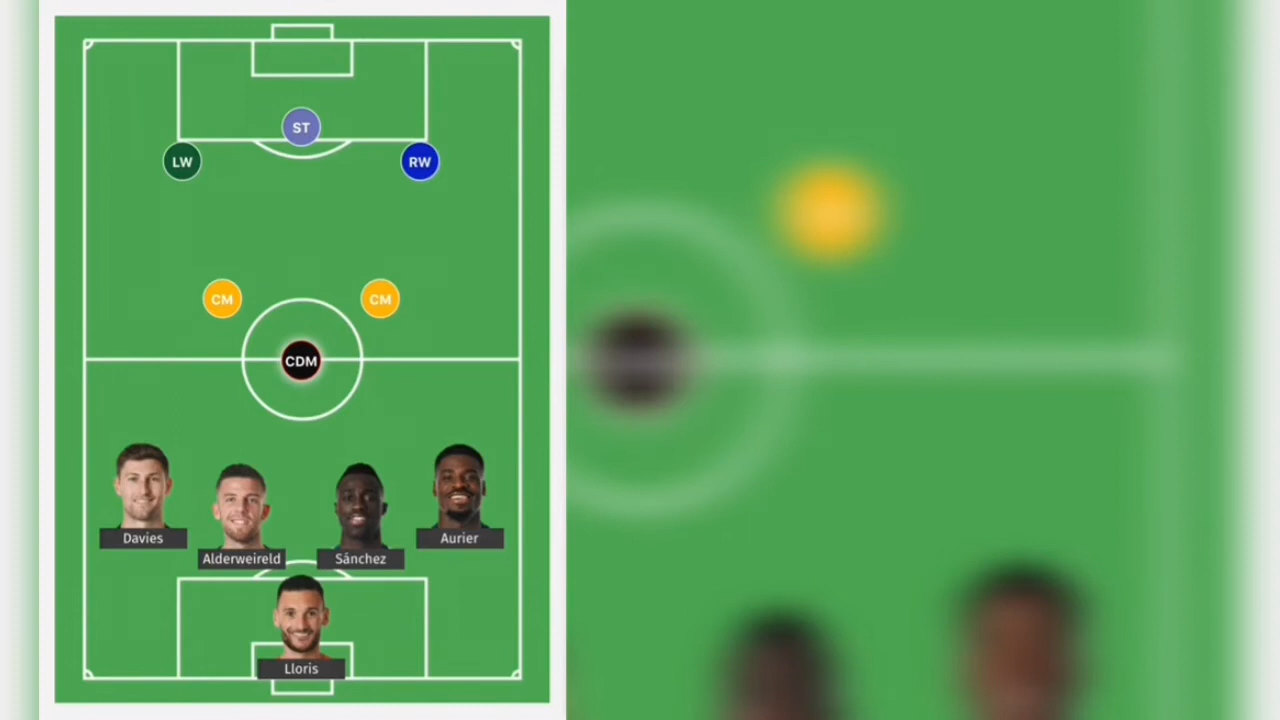 ST
LW
RW
CM
CM
CDM
Davies
Alderweireld
Sánchez
Aurier
Lloris